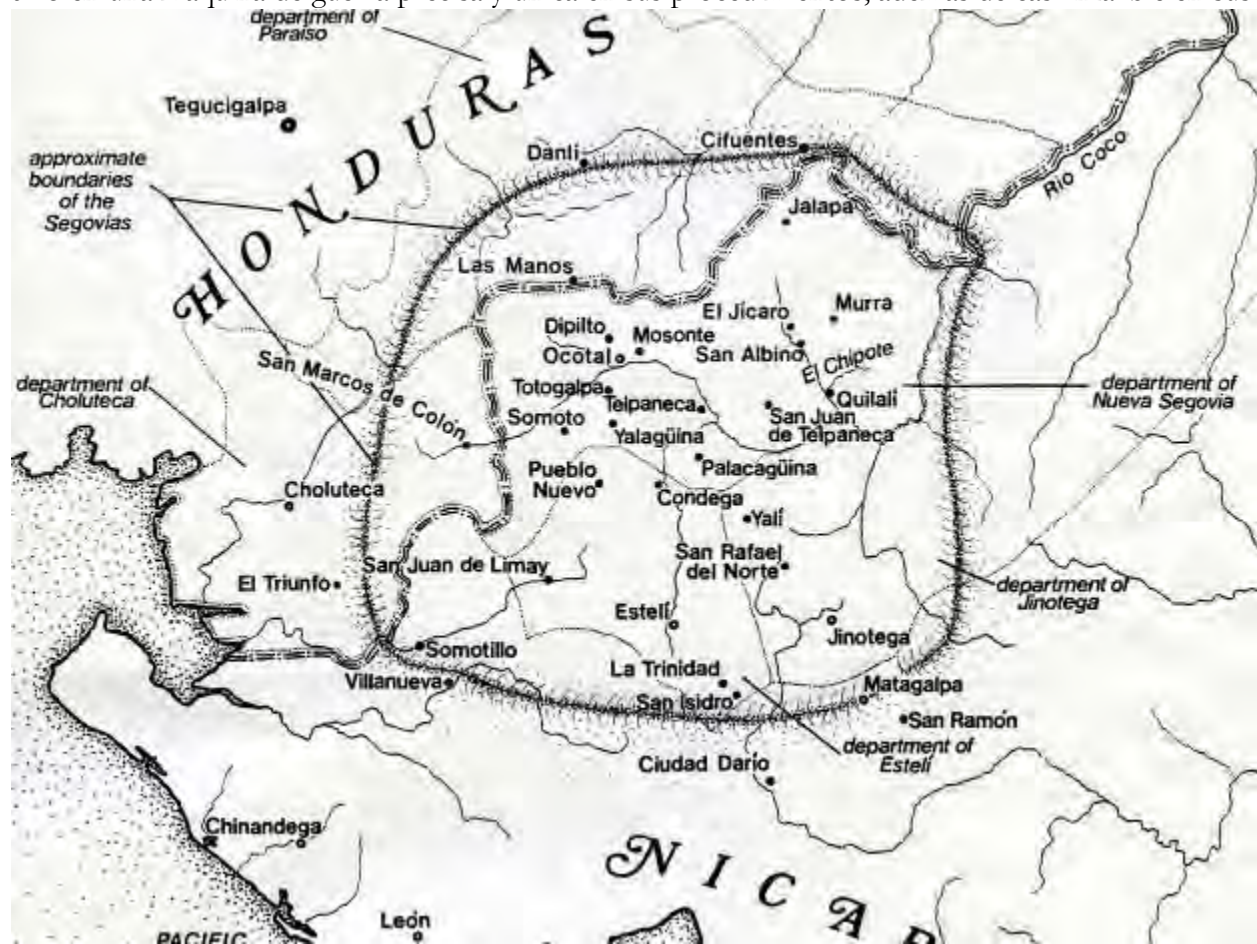 department of
Paraíso
HONDURAS
Tegucigalpa
approximate
boundaries
of the
Segovias
Danlí
Cifuentes
Río Coco
Jalapa
Las Manos
El Jícaro
Murra
Dipilto
Mosonte
San Albino
El Chipote
Ocotal
San Marcos de Colón
department of
Choluteca
Totogalpa
Telpaneca
Quilalí
department of
Nueva Segovia
Somoto
San Juan
de Telpaneca
Yalagüina
Pueblo
Nuevo
Palacagüina
Choluteca
Condega
Yalí
San Rafael
del Norte
San Juan de Limay
El Triunfo
department of
Jinotega
Estelí
Jinotega
Somotillo
La Trinidad
Villanueva
San Isidro
Matagalpa
San Ramón
department of
Estelí
Ciudad Darío
Chinandega
NICAR
León
PACIFIC